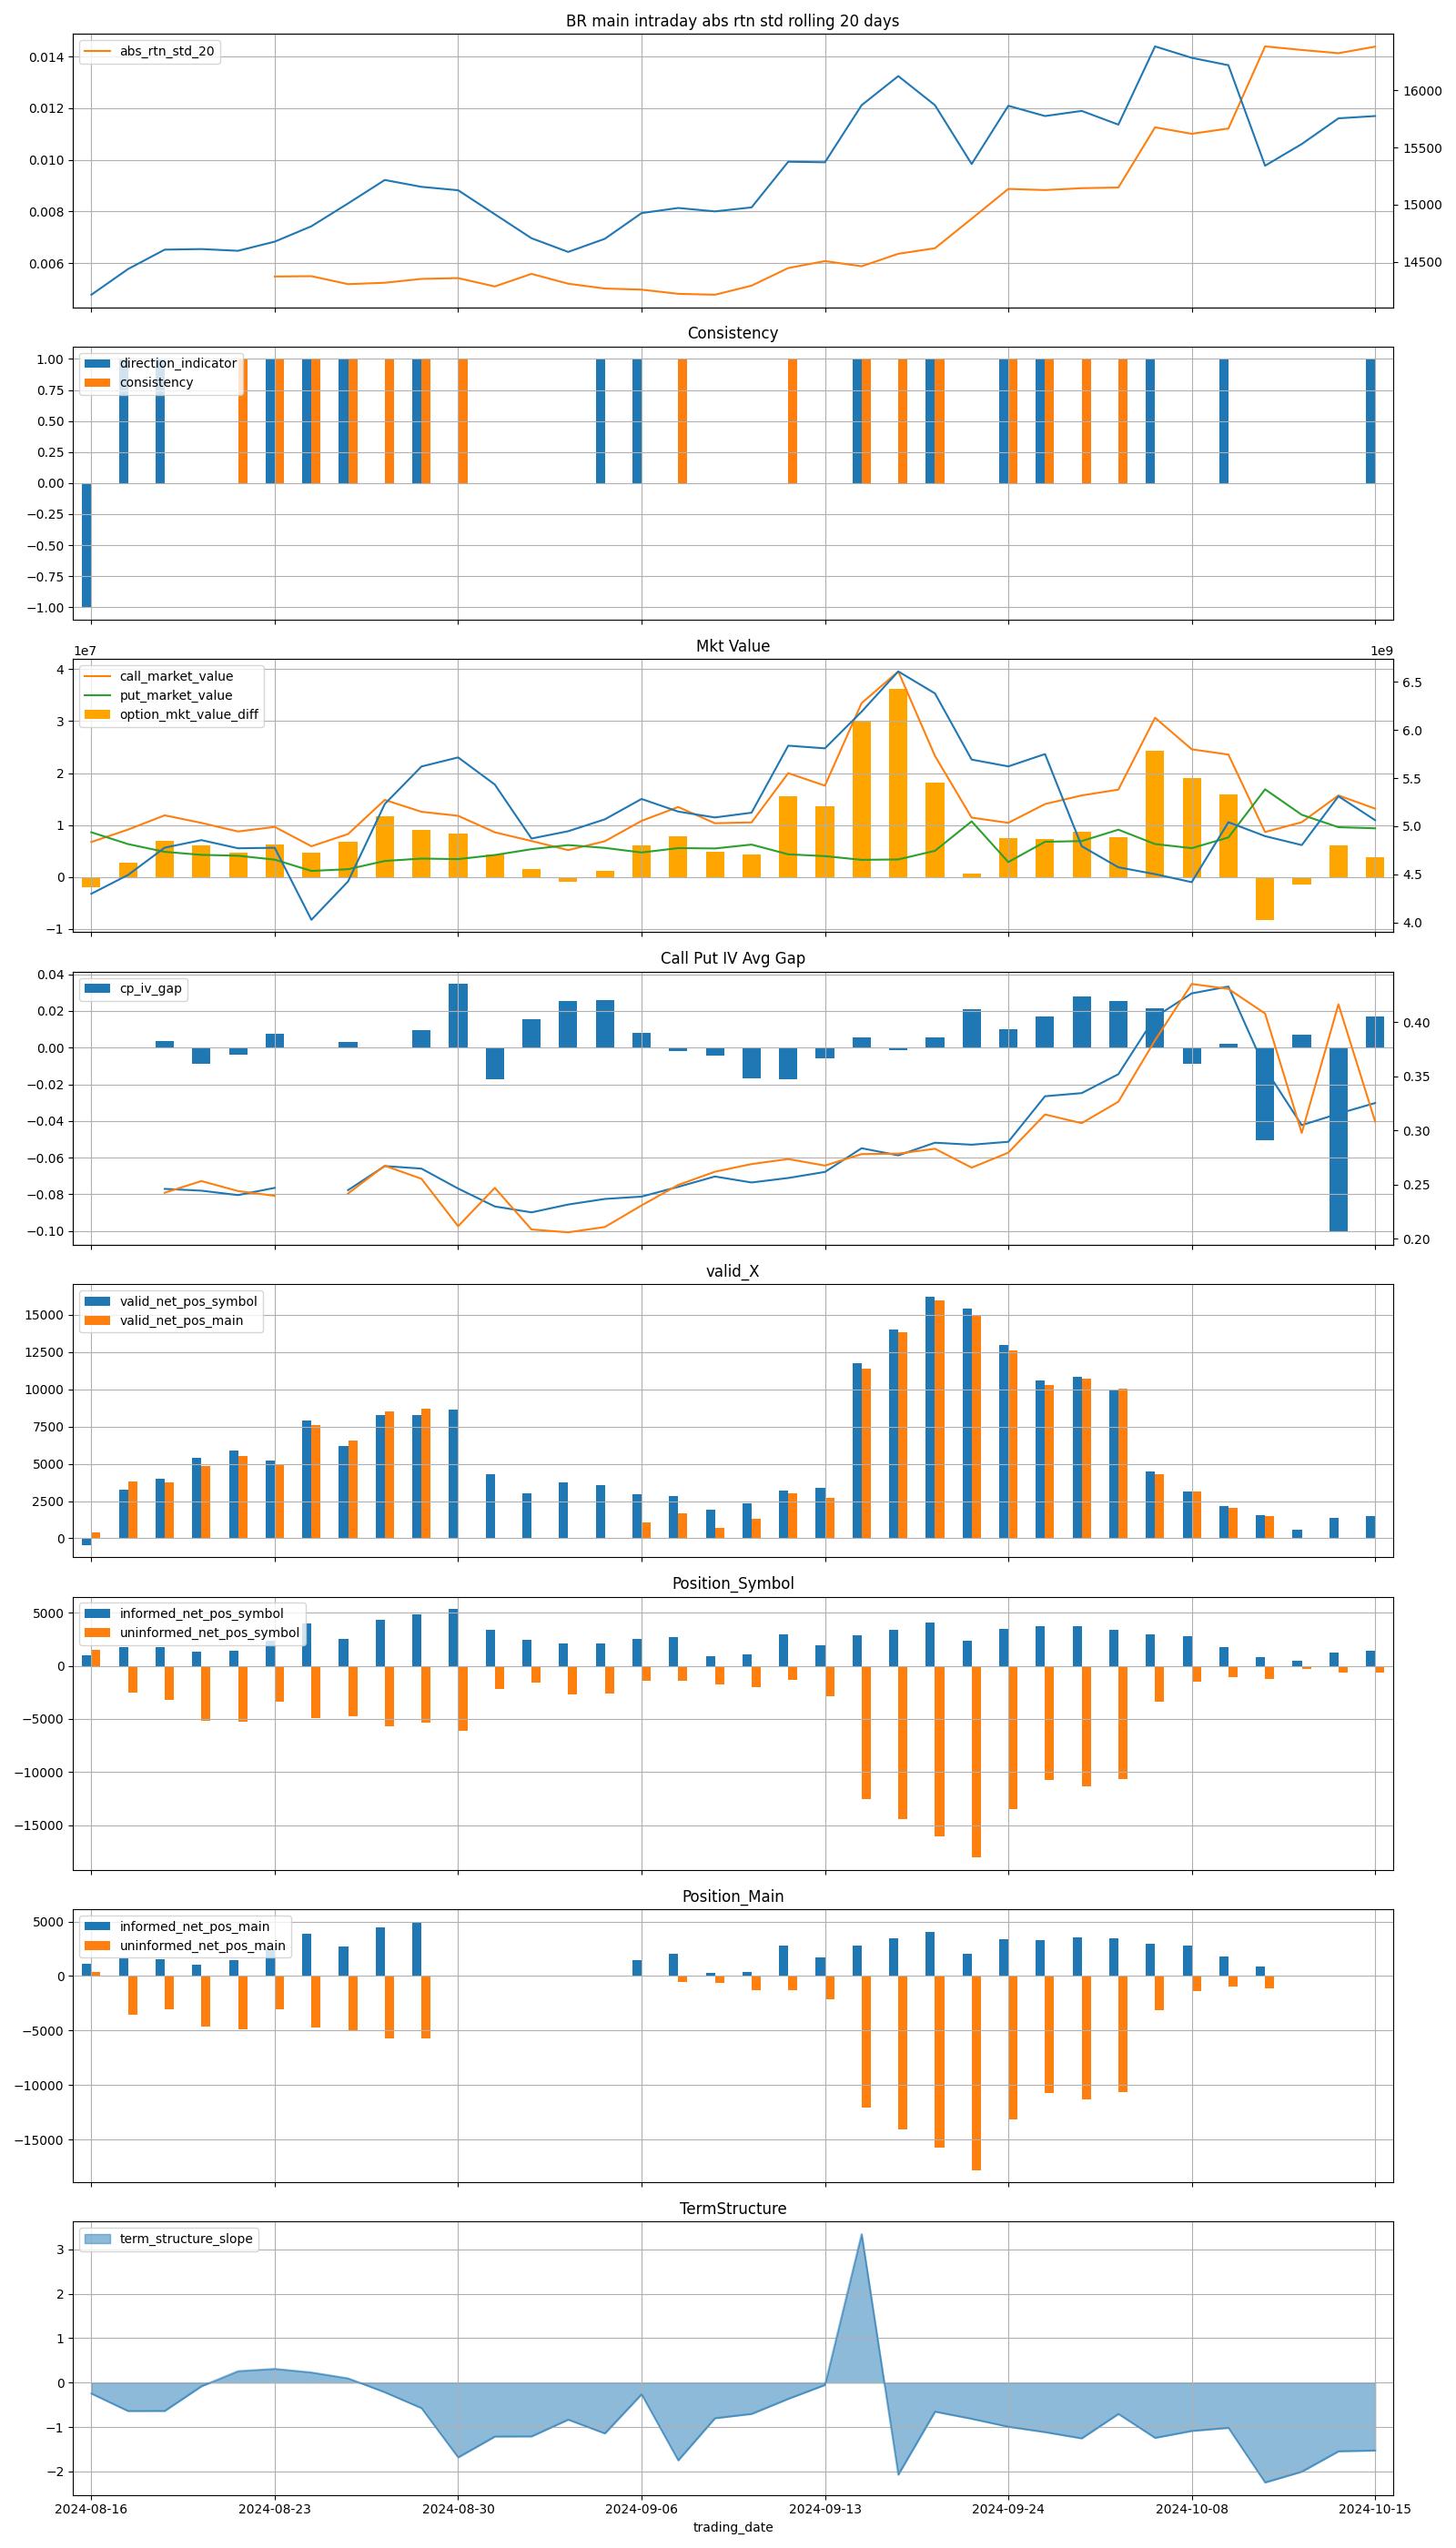 BR main intraday abs rtn std rolling 20 days
abs_rtn_std_20
0.014
0.012
0.010
0.008
0.006
16000
15500
15000
14500
Consistency
direction_indicator
consistency
1.00
0.75
0.50
0.25
0.00
−0.25
−0.50
−0.75
−1.00
Mkt Value
1e7
1e9
call_market_value
put_market_value
option_mkt_value_diff
4
3
2
1
0
−1
6.5
6.0
5.5
5.0
4.5
4.0
Call Put IV Avg Gap
cp_iv_gap
0.04
0.02
0.00
−0.02
−0.04
−0.06
−0.08
−0.10
0.40
0.35
0.30
0.25
0.20
valid_X
valid_net_pos_symbol
valid_net_pos_main
15000
12500
10000
7500
5000
2500
0
Position_Symbol
informed_net_pos_symbol
uninformed_net_pos_symbol
5000
0
−5000
−10000
−15000
Position_Main
informed_net_pos_main
uninformed_net_pos_main
5000
0
−5000
−10000
−15000
TermStructure
term_structure_slope
3
2
1
0
−1
−2
2024-08-16 2024-08-23 2024-08-30 2024-09-06 2024-09-13 2024-09-24 2024-10-08 2024-10-15
trading_date